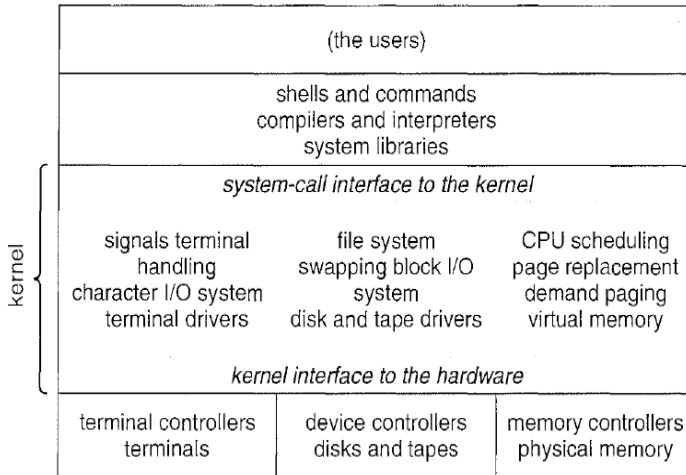 (the users)
shells and commands
compilers and interpreters
system libraries
system-call interface to the kernel
kernel
signals terminal
handling
character I/O system
terminal drivers
file system
swapping block I/O
system
disk and tape drivers
CPU scheduling
page replacement
demand paging
virtual memory
kernel interface to the hardware
terminal controllers
terminals
device controllers
disks and tapes
memory controllers
physical memory